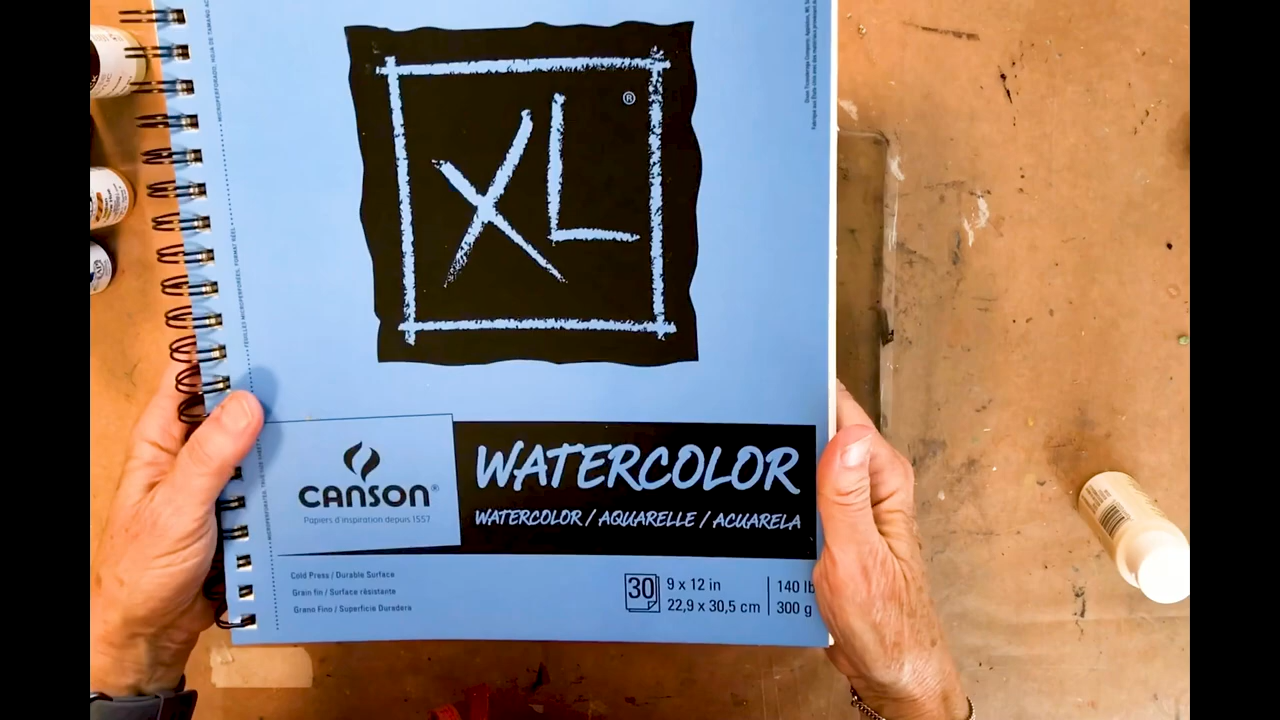 XL
®
CANSON®
Papiers d'inspiration depuis 1557
WATERCOLOR
WATERCOLOR / AQUARELLE / ACUARELA
Cold Press / Durable Surface
Grain fin / Surface résistante
Grano Fino / Superficie Duradera
30
9 x 12 in
22,9 x 30,5 cm
140 lb
300 g